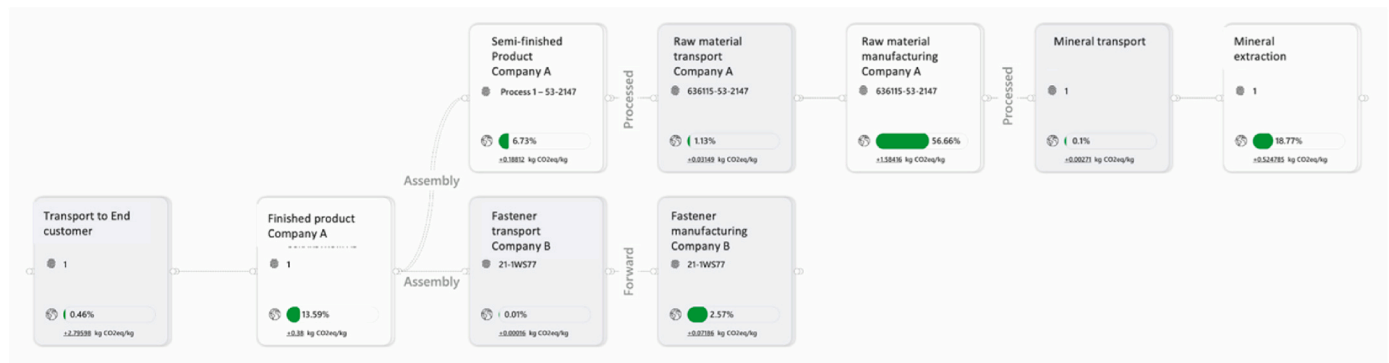 Semi-finished
Product
Company A
Process 1 – 53-2147
6.73%
+0.18812 kg CO2eq/kg
Processed
Raw material
transport
Company A
636115-53-2147
1.13%
+0.03149 kg CO2eq/kg
Raw material
manufacturing
Company A
636115-53-2147
56.66%
+1.58416 kg CO2eq/kg
Processed
Mineral transport
1
0.1%
+0.00271 kg CO2eq/kg
Mineral
extraction
1
18.77%
+0.524785 kg CO2eq/kg
Assembly
Transport to End
customer
1
0.46%
+2.79598 kg CO2eq/kg
Finished product
Company A
1
13.59%
+0.38 kg CO2eq/kg
Assembly
Fastener
transport
Company B
21-1WS77
0.01%
+0.00016 kg CO2eq/kg
Forward
Fastener
manufacturing
Company B
21-1WS77
2.57%
+0.07186 kg CO2eq/kg